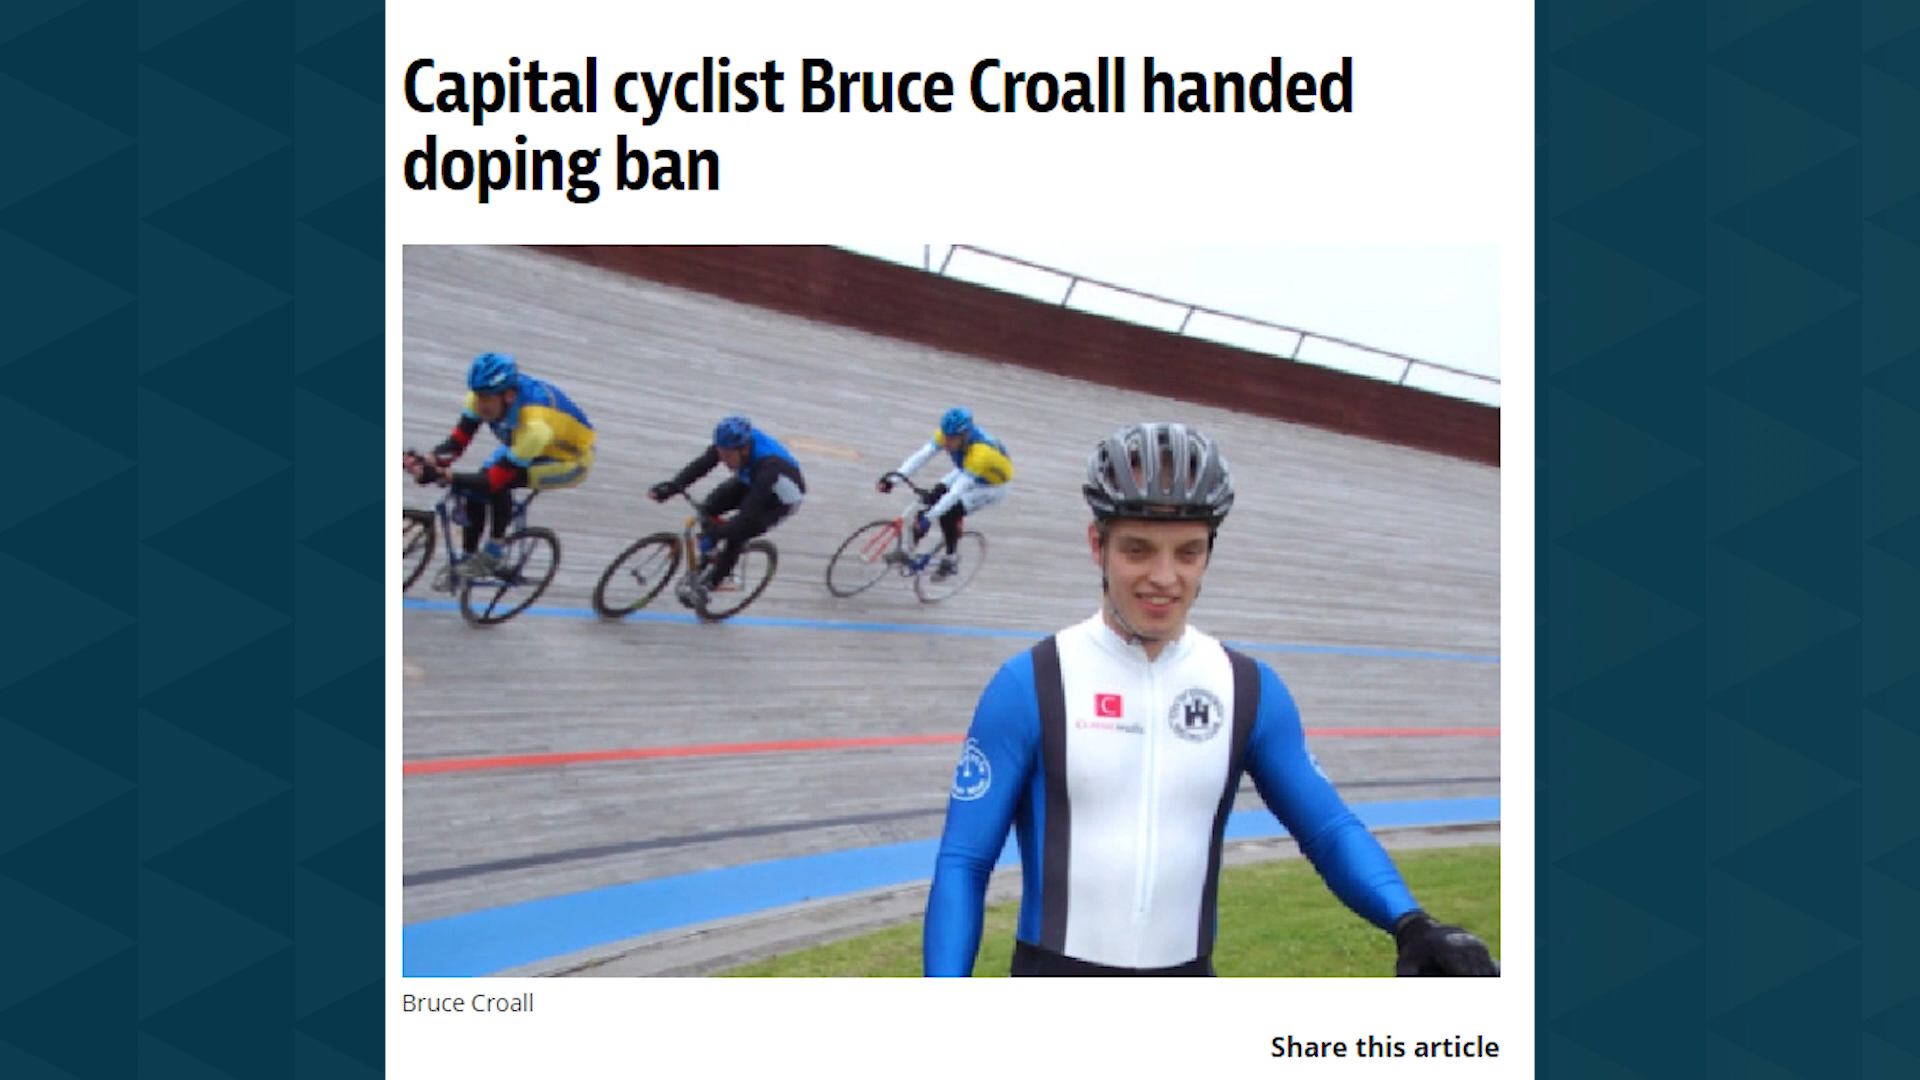 Capital cyclist Bruce Croall handed
doping ban
C
Bruce Croall
Share this article